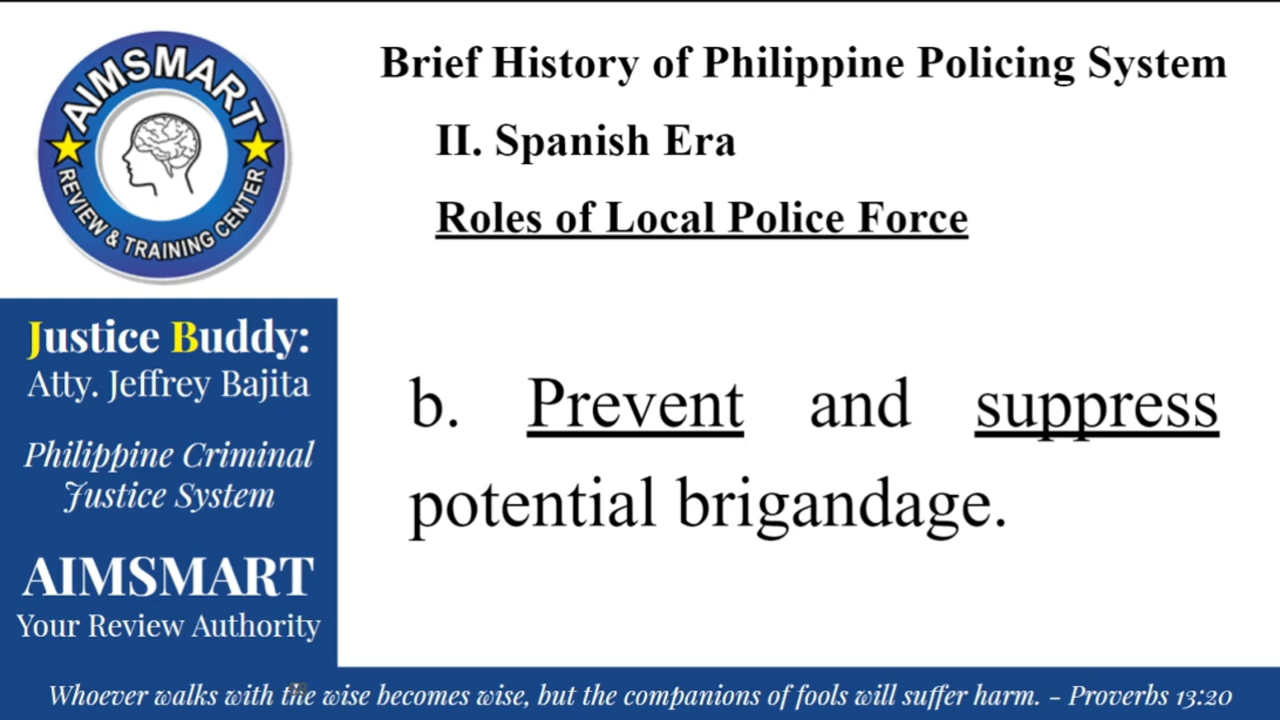 AIMSMART
REVIEW & TRAINING CENTER
Brief History of Philippine Policing System
II. Spanish Era
Roles of Local Police Force
Justice Buddy:
Atty. Jeffrey Bajita
Philippine Criminal
Justice System
AIMSMART
Your Review Authority
b. Prevent and suppress
potential brigandage.
Whoever walks with the wise becomes wise, but the companions of fools will suffer harm. – Proverbs 13:20